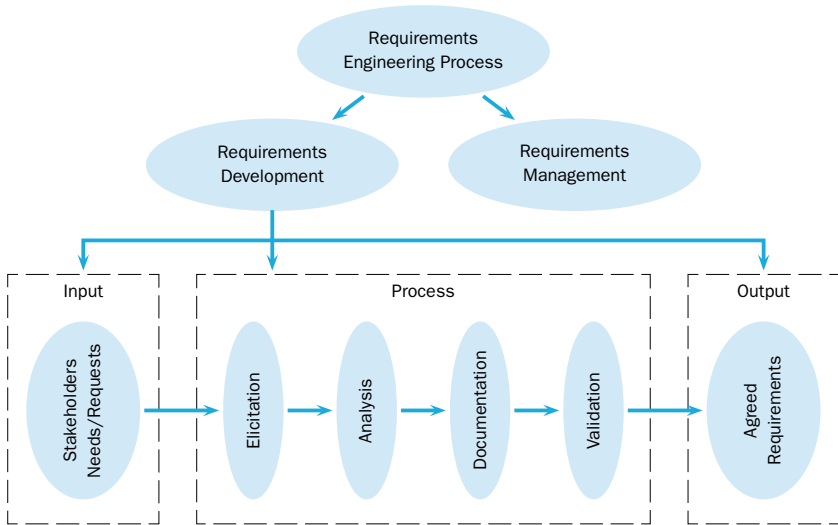 Requirements
Engineering Process
Requirements
Development
Requirements
Management
Input
Process
Output
Stakeholders
Needs/Requests
Elicitation
Analysis
Documentation
Validation
Agreed
Requirements